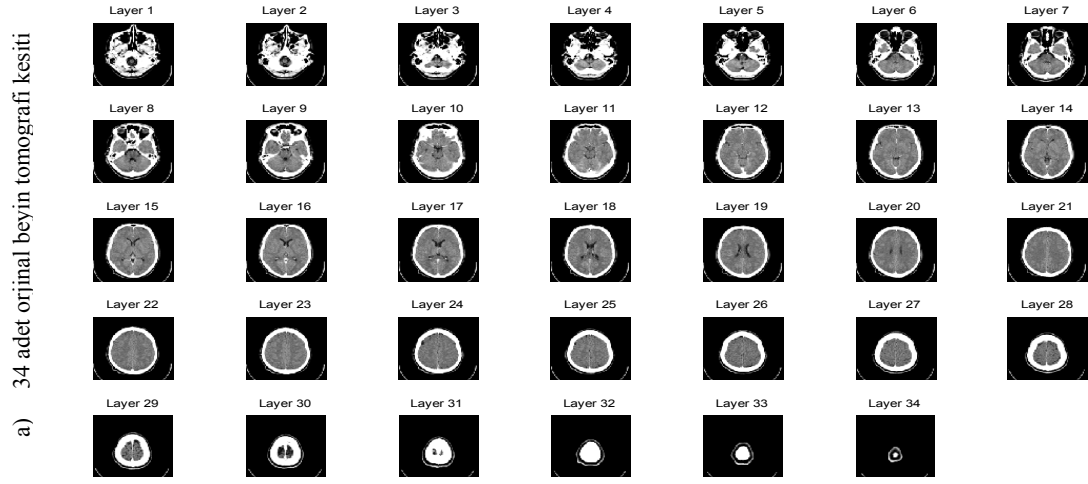 Layer 1 Layer 2 Layer 3 Layer 4 Layer 5 Layer 6 Layer 7
Layer 8 Layer 9 Layer 10 Layer 11 Layer 12 Layer 13 Layer 14
Layer 15 Layer 16 Layer 17 Layer 18 Layer 19 Layer 20 Layer 21
Layer 22 Layer 23 Layer 24 Layer 25 Layer 26 Layer 27 Layer 28
Layer 29 Layer 30 Layer 31 Layer 32 Layer 33 Layer 34
a) 34 adet orjinal beyin tomografi kesiti